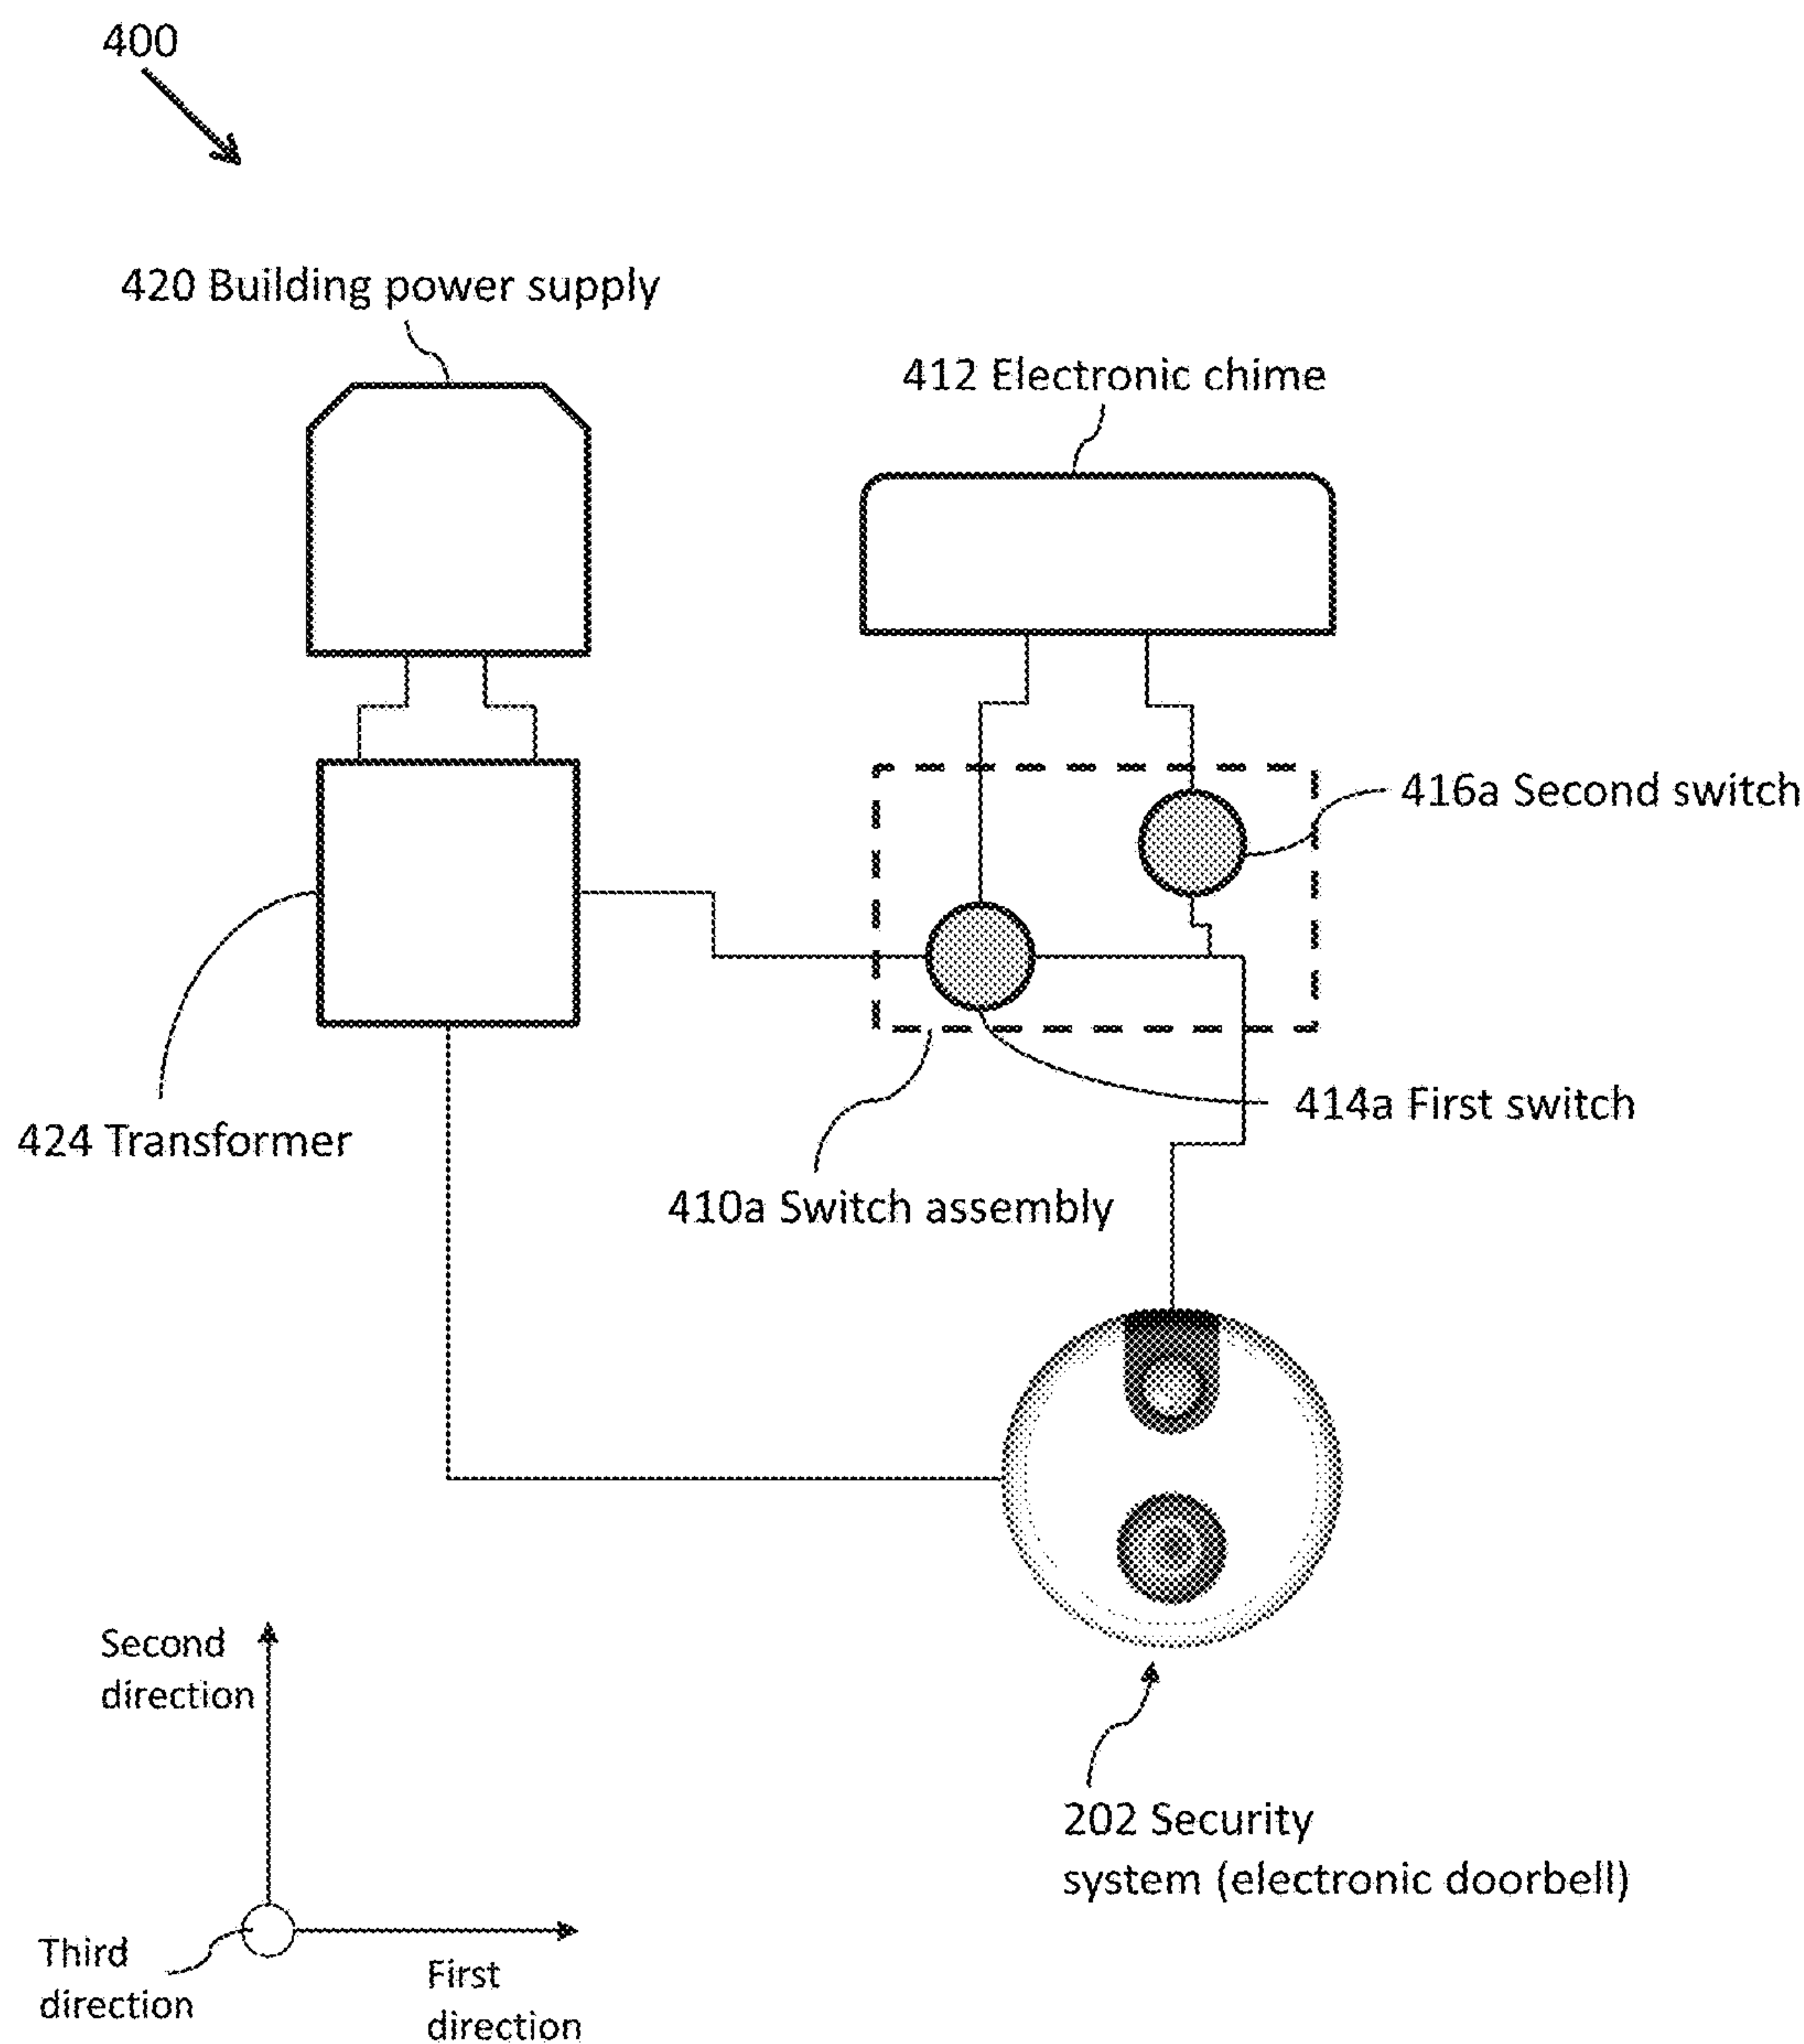 400
420 Building power supply
412 Electronic chime
416a Second switch
414a First switch
424 Transformer
410a Switch assembly
202 Security
system (electronic doorbell)
Second
direction
Third
direction
First
direction